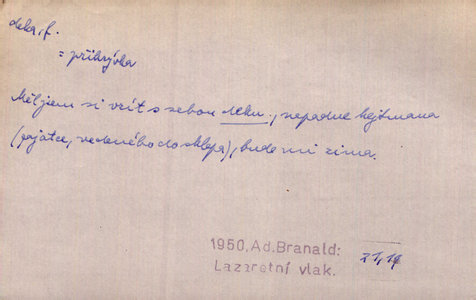 deka, f.
= přikrývka
Měl jsem si vzít s sebou deku, napadne hejtmana
(zajatce, vedeného do sklepa), bude mi zima.
1950, Ad. Branald:
Lazaretní vlak.